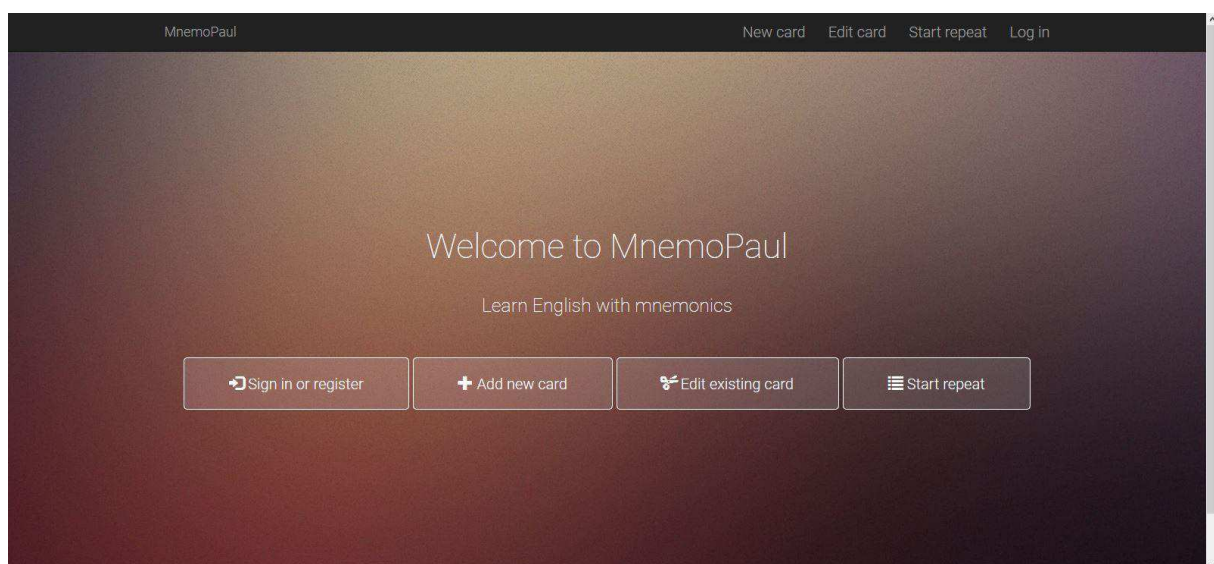 MnemoPaul New card Edit card Start repeat Log in
Welcome to MnemoPaul
Learn English with mnemonics
Sign in or register Add new card Edit existing card Start repeat